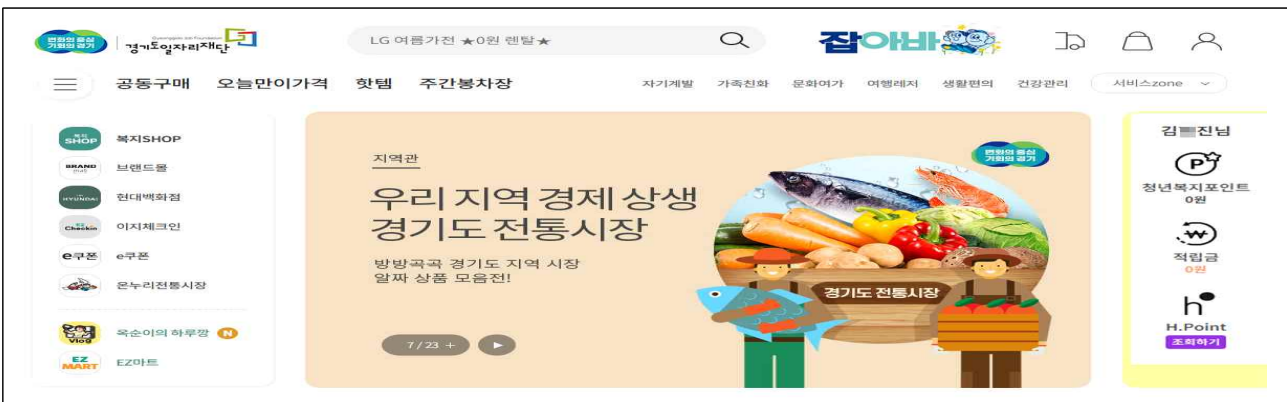 변화의 중심
기회의 경기
경기도일자리재단
LG 여름가전 ★0원 렌탈★
잡아바
공동구매 오늘만이가격 핫템 주간봉차장
자기계발 가족친화 문화여가 여행레저 생활편의 건강관리 서비스zone
복지 SHOP 복지SHOP
BRAND 브랜드몰
HYUNDAI 현대백화점
EZ Checkin 이지체크인
e쿠폰 e쿠폰
온누리전통시장
Vlog 옥순이의 하루깡 N
EZ MART EZ마트
지역관
우리 지역 경제 상생
경기도 전통시장
방방곡곡 경기도 지역 시장
알짜 상품 모음전!
7 / 23 +
변화의 중심
기회의 경기
경기도 전통시장
김 진님
P
청년복지포인트
0원
₩
적립금
0원
h
H.Point
조회하기